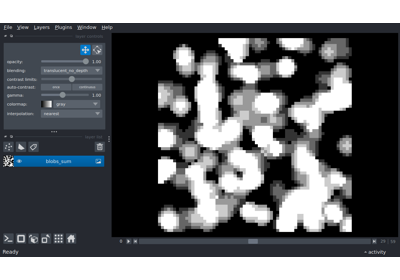 File View Layers Plugins Window Help
opacity: 1.00
blending: translucent_no_depth
contrast limits:
auto-contrast: once continuous
gamma: 1.00
colormap: gray
interpolation: nearest
blobs_sum
Ready
activity